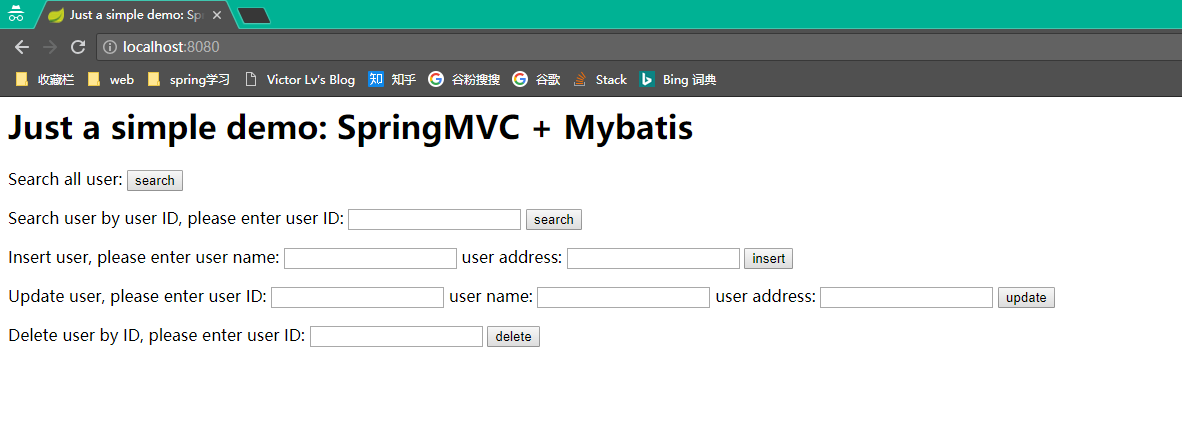 Just a simple demo: Sp
localhost:8080
收藏栏 web spring学习 Victor Lv's Blog 知 知乎 谷粉搜搜 谷歌 Stack Bing 词典
Just a simple demo: SpringMVC + Mybatis
Search all user: search
Search user by user ID, please enter user ID: search
Insert user, please enter user name: user address: insert
Update user, please enter user ID: user name: user address: update
Delete user by ID, please enter user ID: delete